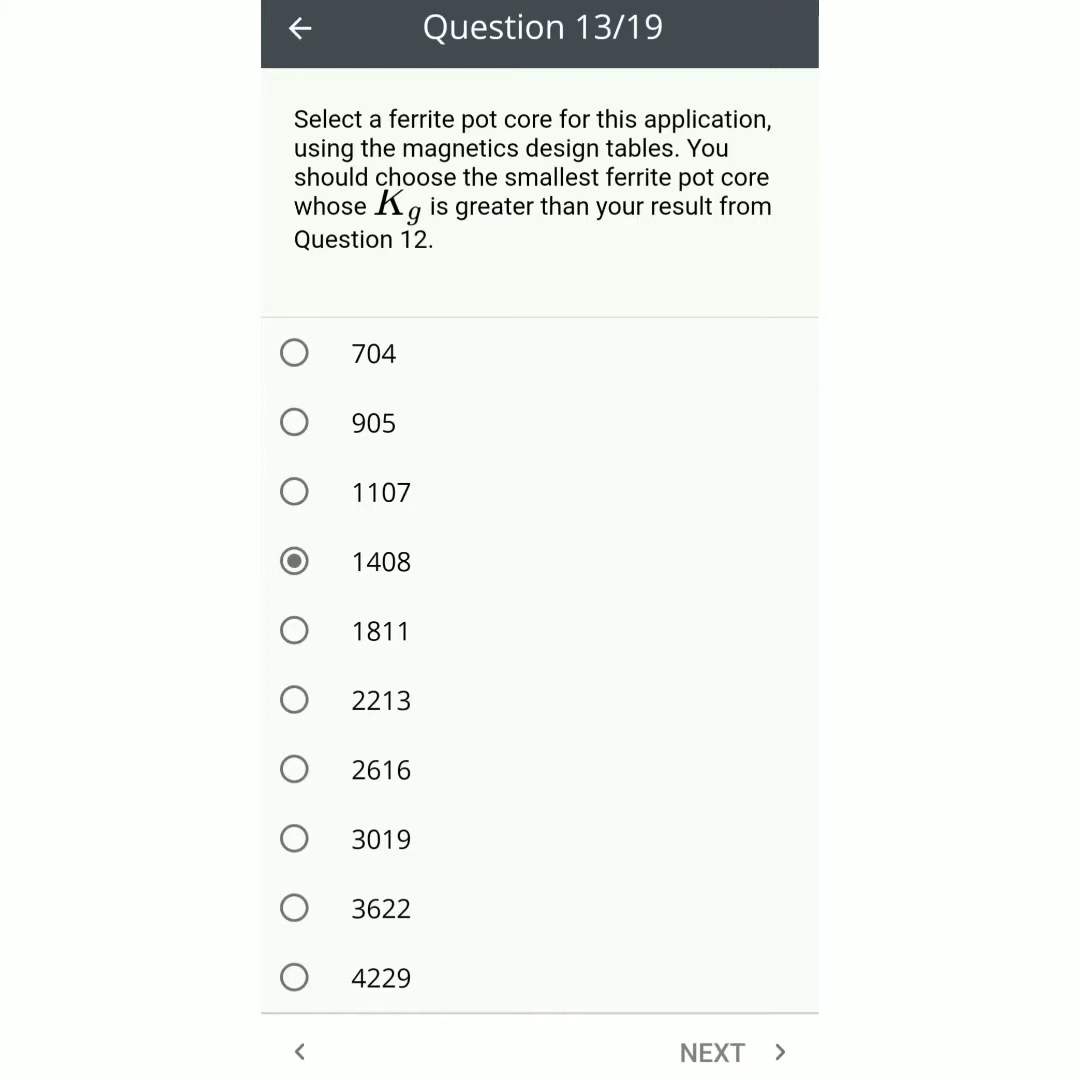 Question 13/19
Select a ferrite pot core for this application,
using the magnetics design tables. You
should choose the smallest ferrite pot core
whose K_g is greater than your result from
Question 12.
704
905
1107
1408
1811
2213
2616
3019
3622
4229
NEXT